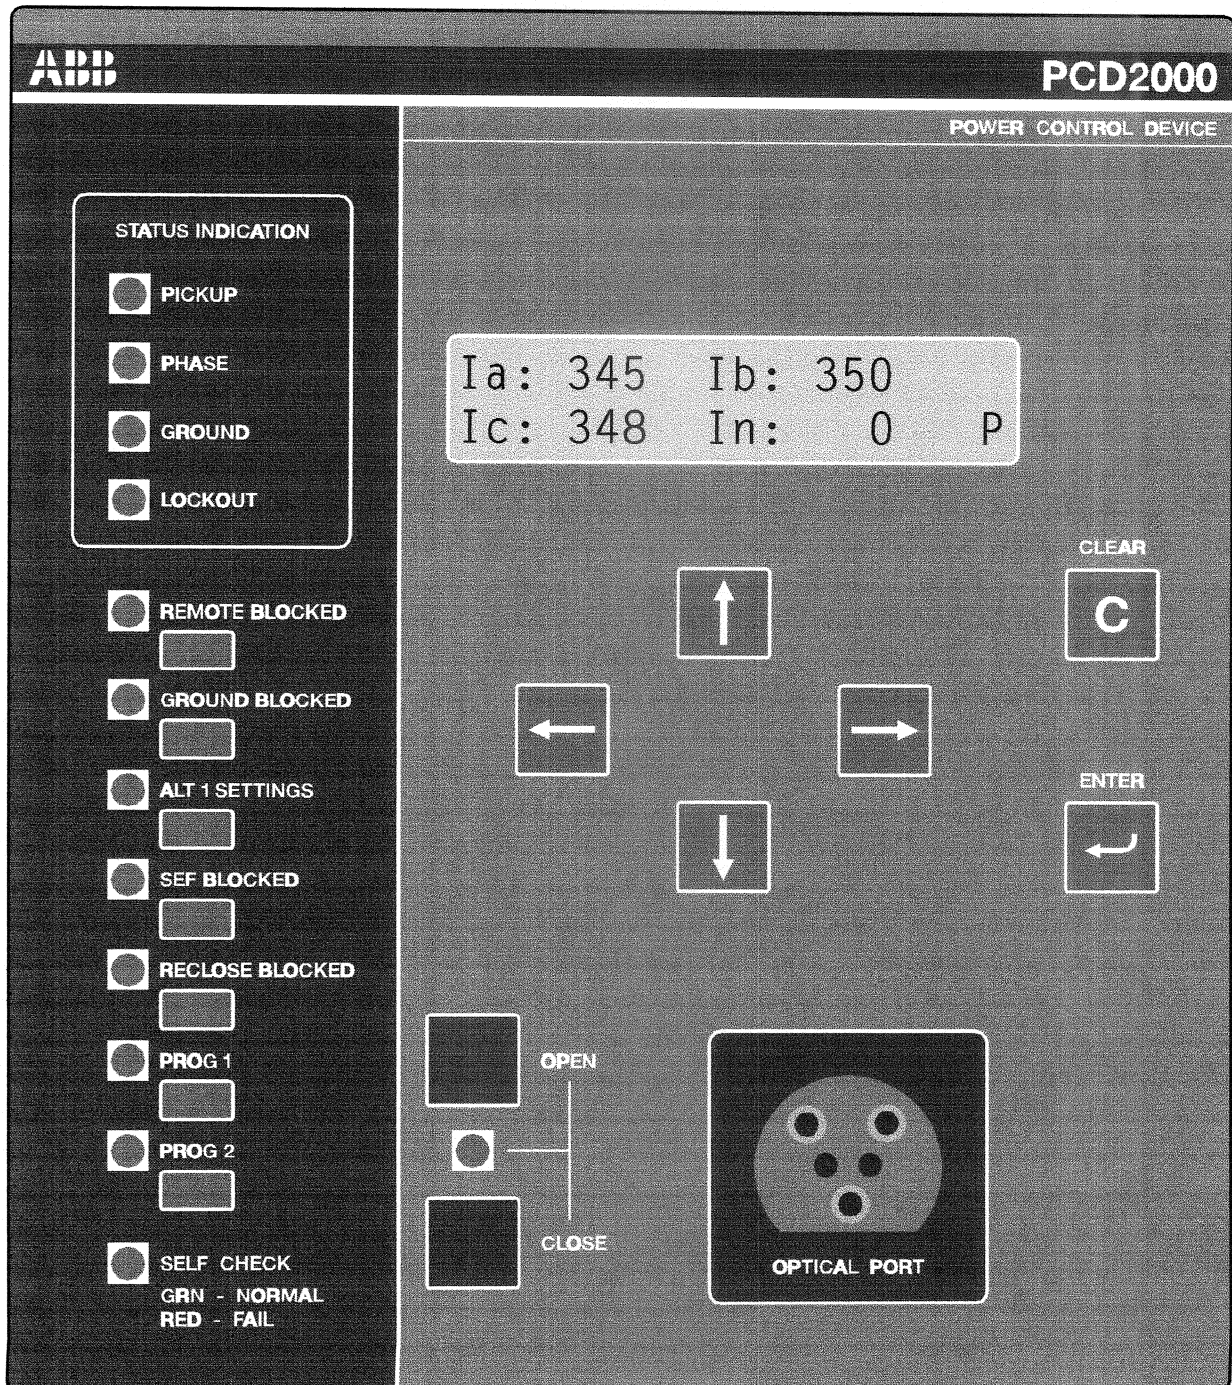 ABB
PCD2000
POWER CONTROL DEVICE
STATUS INDICATION
PICKUP
PHASE
GROUND
LOCKOUT
REMOTE BLOCKED
GROUND BLOCKED
ALT 1 SETTINGS
SEF BLOCKED
RECLOSE BLOCKED
PROG 1
PROG 2
SELF CHECK
GRN - NORMAL
RED - FAIL
Ia: 345 Ib: 350
Ic: 348 In: 0 P
CLEAR
C
ENTER
OPEN
CLOSE
OPTICAL PORT